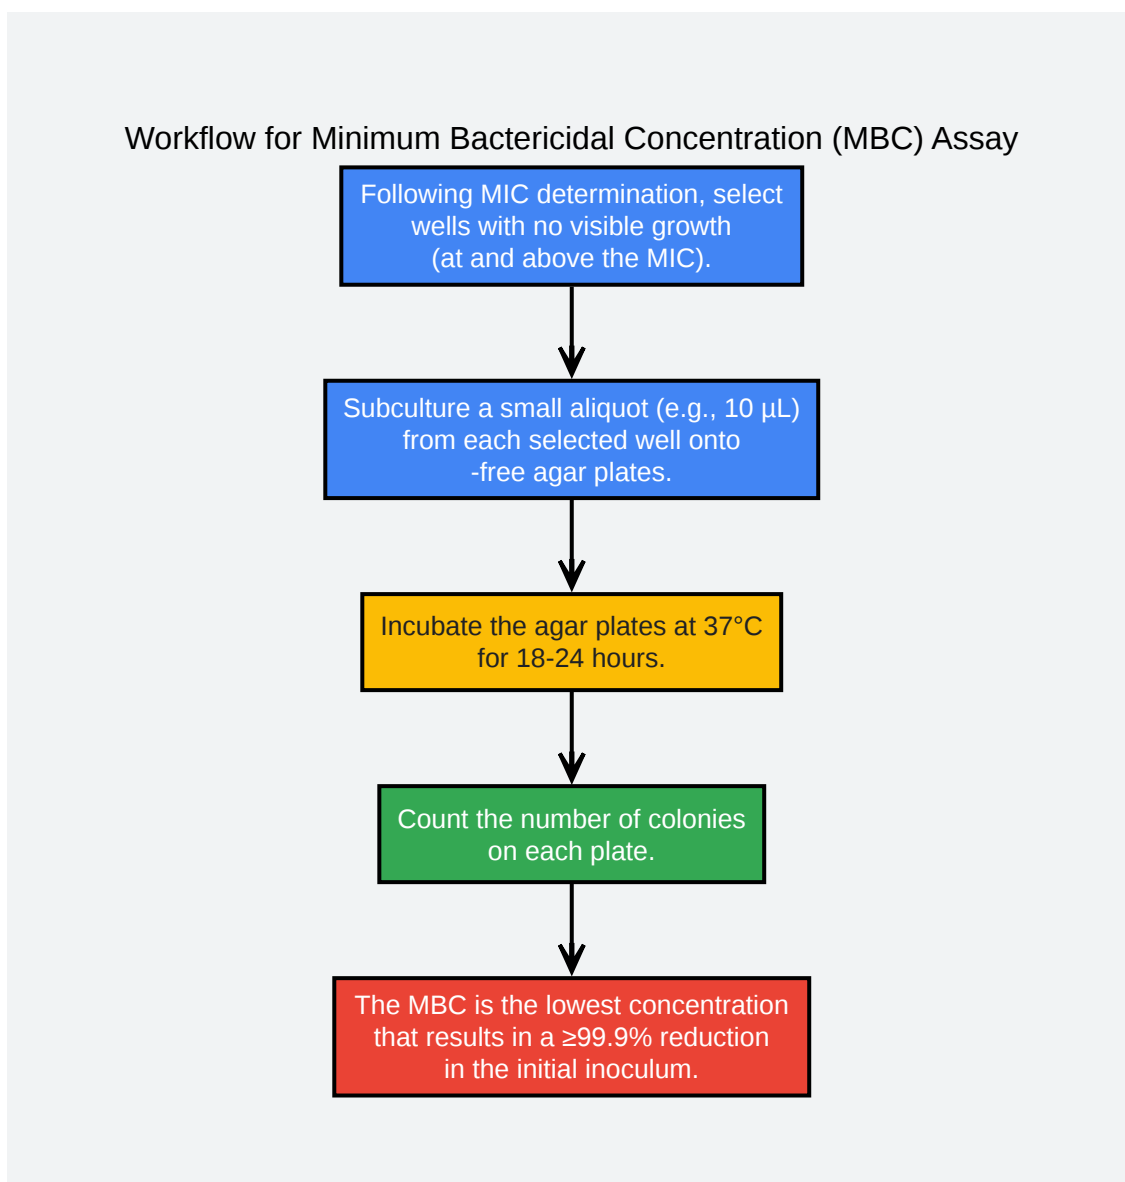 Workflow for Minimum Bactericidal Concentration (MBC) Assay
Following MIC determination, select
wells with no visible growth
(at and above the MIC).
Subculture a small aliquot (e.g., 10 µL)
from each selected well onto
-free agar plates.
Incubate the agar plates at 37°C
for 18-24 hours.
Count the number of colonies
on each plate.
The MBC is the lowest concentration
that results in a ≥99.9% reduction
in the initial inoculum.